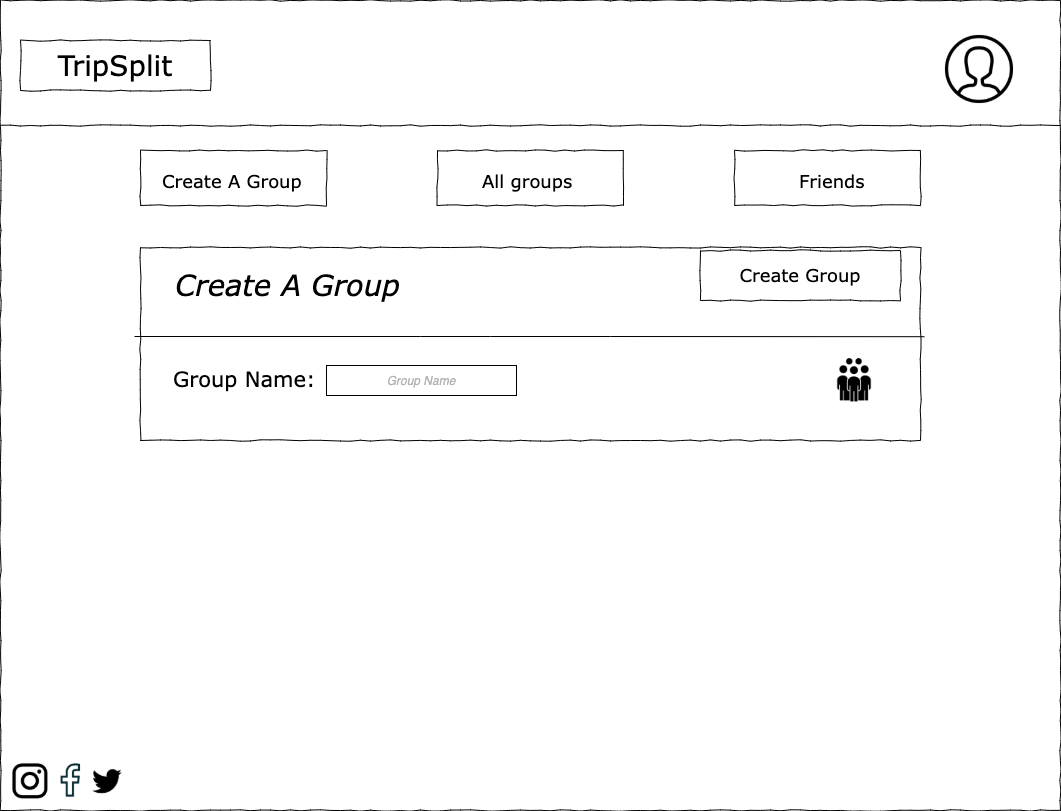 TripSplit
Create A Group
All groups
Friends
Create A Group
Create Group
Group Name:
Group Name